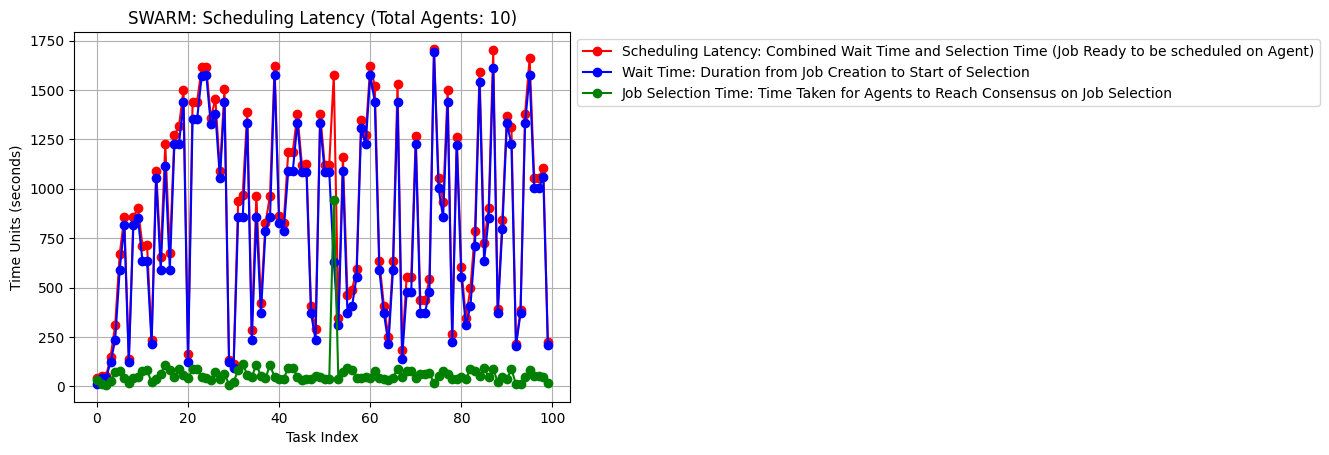 SWARM: Scheduling Latency (Total Agents: 10)
Scheduling Latency: Combined Wait Time and Selection Time (Job Ready to be scheduled on Agent)
Wait Time: Duration from Job Creation to Start of Selection
Job Selection Time: Time Taken for Agents to Reach Consensus on Job Selection
Time Units (seconds)
1750
1500
1250
1000
750
500
250
0
0 20 40 60 80 100
Task Index